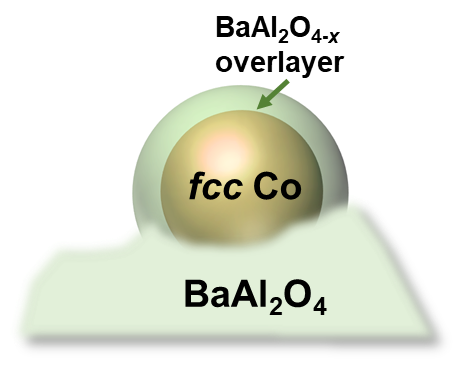 BaAl₂O₄₋ₓ
overlayer
fcc Co
BaAl₂O₄